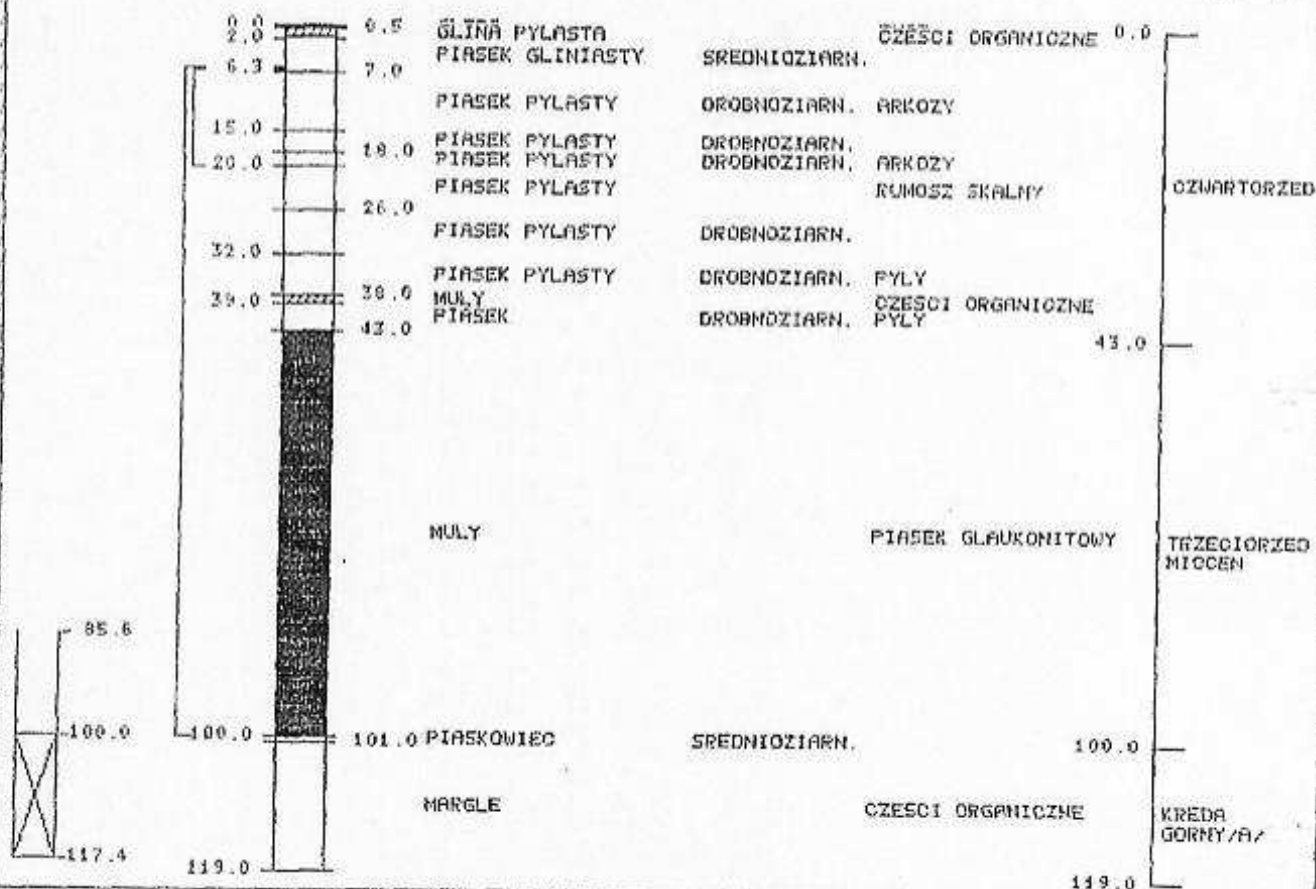 0.0 0.5 GLINA PYLASTA CZESCI ORGANICZNE 0.0
2.0 PIASEK GLINIASTY SREDNIOZIARN.
6.3 7.0
PIASEK PYLASTY DROBNOZIARN. ARKOZY
15.0 PIASEK PYLASTY DROBNOZIARN.
18.0 PIASEK PYLASTY DROBNOZIARN. ARKOZY
20.0
PIASEK PYLASTY RUMOSZ SKALNY CZWARTORZED
26.0
PIASEK PYLASTY DROBNOZIARN.
32.0
PIASEK PYLASTY DROBNOZIARN. PYLY
39.0 38.0 MULY CZESCI ORGANICZNE
PIASEK DROBNOZIARN. PYLY
43.0 43.0
MULY PIASEK GLAUKONITOWY TRZECIORZED
MIOCEN
85.6
100.0 100.0 101.0 PIASKOWIEC SREDNIOZIARN. 100.0
MARGLE CZESCI ORGANICZNE KREDA
GORNY/A/
117.4
119.0 119.0